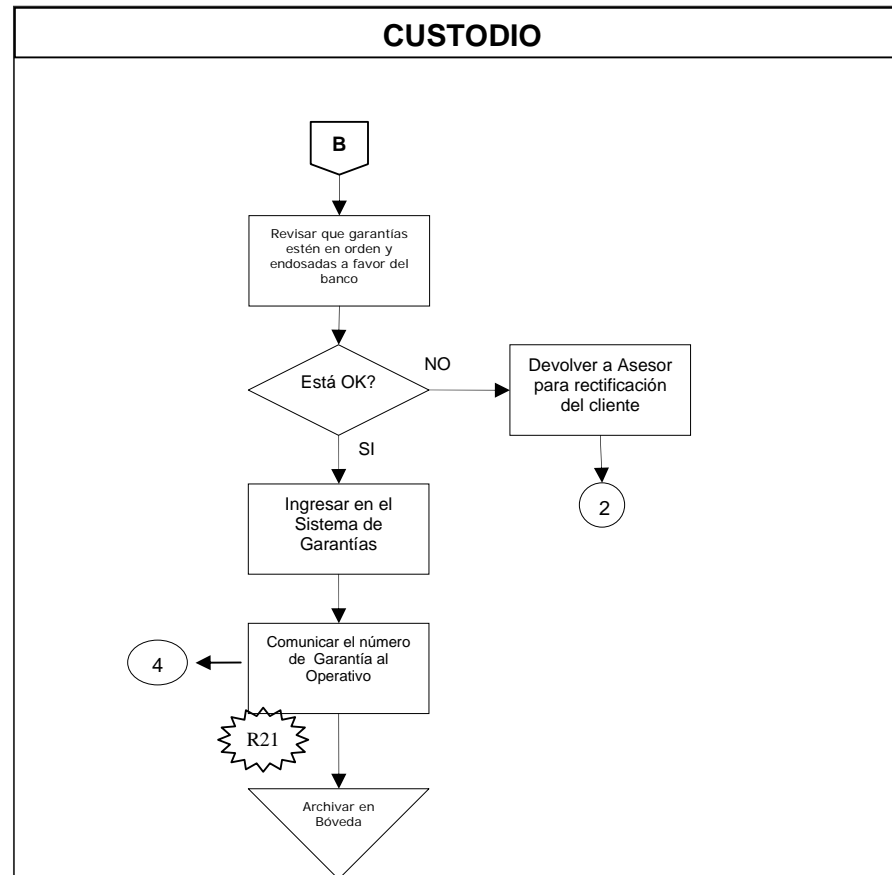 CUSTODIO
B
Revisar que garantías
estén en orden y
endosadas a favor del
banco
Está OK?
NO
Devolver a Asesor
para rectificación
del cliente
SI
2
Ingresar en el
Sistema de
Garantías
Comunicar el número
de Garantía al
Operativo
4
R21
Archivar en
Bóveda